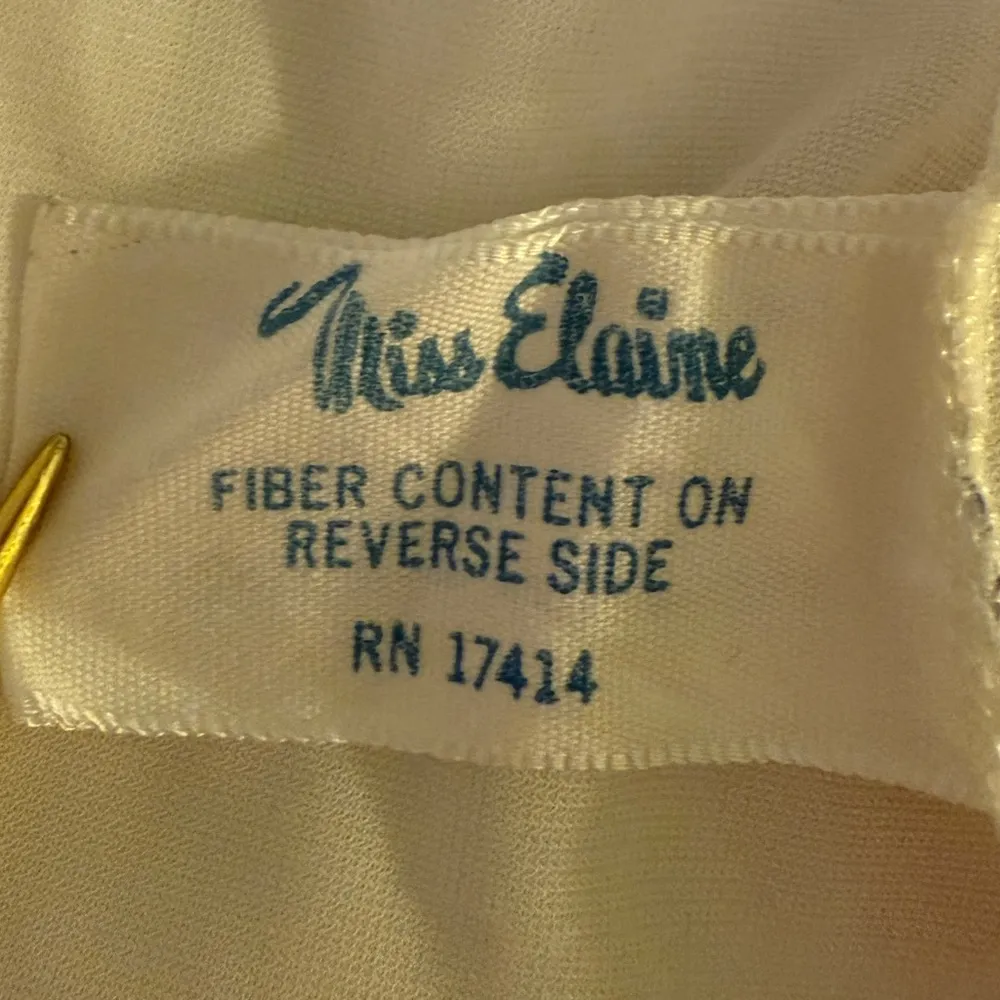 Miss Elaine
FIBER CONTENT ON
REVERSE SIDE
RN 17414